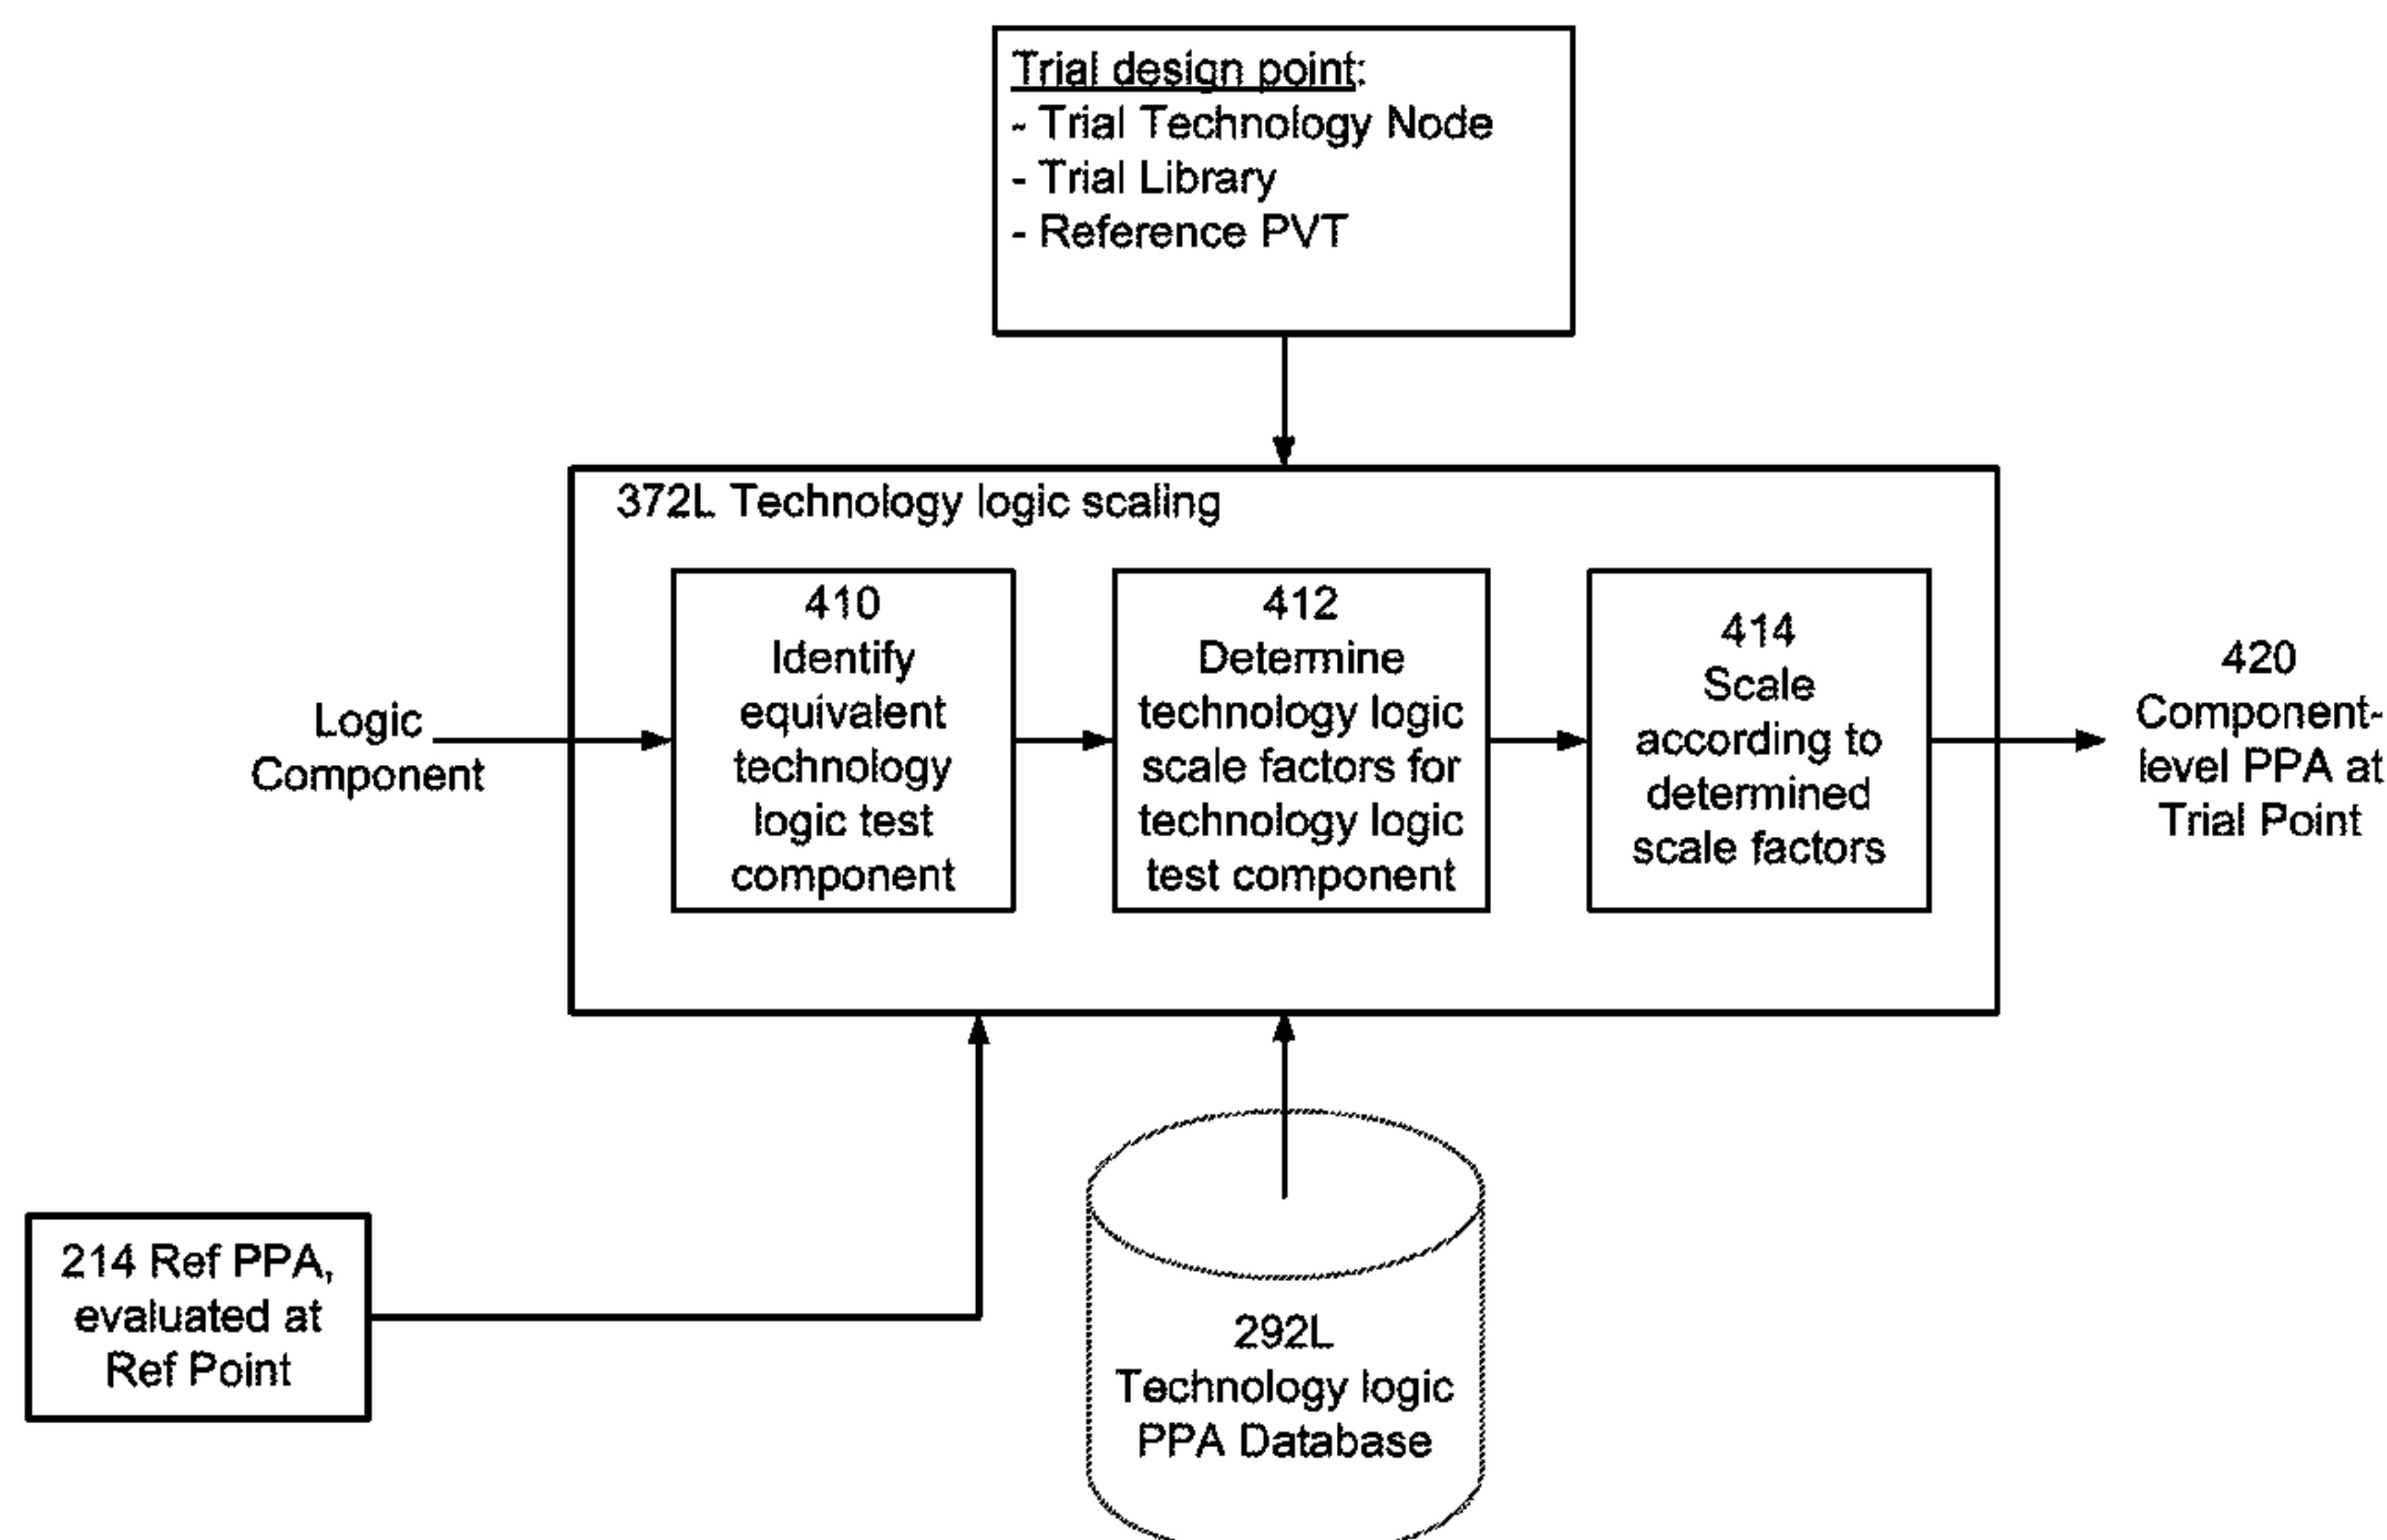 Trial design point:
- Trial Technology Node
- Trial Library
- Reference PVT
372L Technology logic scaling
Logic
Component
410
Identify
equivalent
technology
logic test
component
412
Determine
technology logic
scale factors for
technology logic
test component
414
Scale
according to
determined
scale factors
420
Component-
level PPA at
Trial Point
214 Ref PPA,
evaluated at
Ref Point
292L
Technology logic
PPA Database